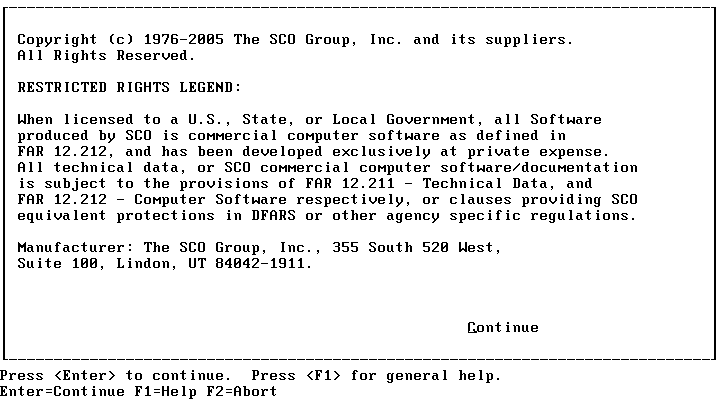 Copyright (c) 1976-2005 The SCO Group, Inc. and its suppliers.
All Rights Reserved.
RESTRICTED RIGHTS LEGEND:
When licensed to a U.S., State, or Local Government, all Software
produced by SCO is commercial computer software as defined in
FAR 12.212, and has been developed exclusively at private expense.
All technical data, or SCO commercial computer software/documentation
is subject to the provisions of FAR 12.211 - Technical Data, and
FAR 12.212 - Computer Software respectively, or clauses providing SCO
equivalent protections in DFARS or other agency specific regulations.
Manufacturer: The SCO Group, Inc., 355 South 520 West,
Suite 100, Lindon, UT 84042-1911.
Continue
Press <Enter> to continue.  Press <F1> for general help.
Enter=Continue F1=Help F2=Abort